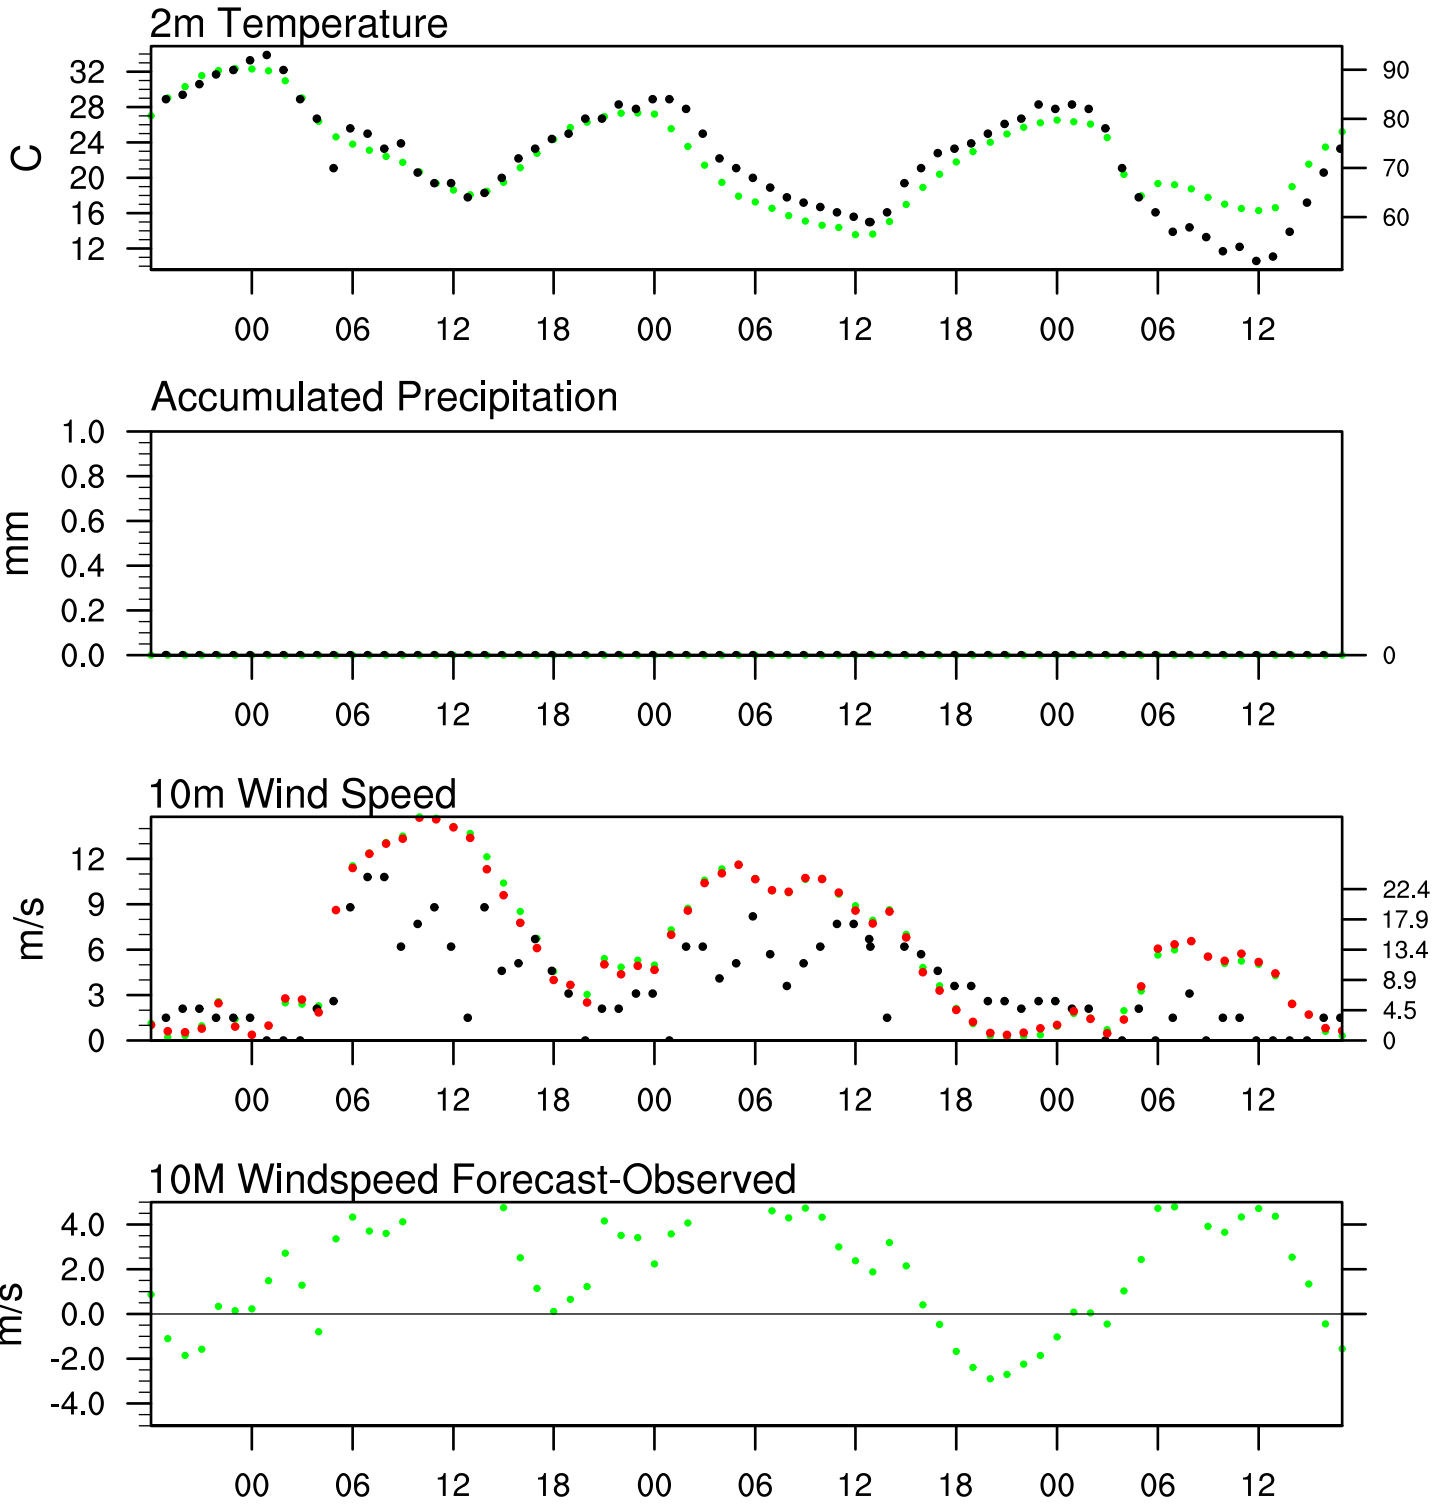 2m Temperature
32
28
24
20
16
12
C
90
80
70
60
00 06 12 18 00 06 12 18 00 06 12
Accumulated Precipitation
1.0
0.8
0.6
0.4
0.2
0.0
mm
0
00 06 12 18 00 06 12 18 00 06 12
10m Wind Speed
12
9
6
3
0
m/s
22.4
17.9
13.4
8.9
4.5
0
00 06 12 18 00 06 12 18 00 06 12
10M Windspeed Forecast-Observed
4.0
2.0
0.0
-2.0
-4.0
m/s
00 06 12 18 00 06 12 18 00 06 12